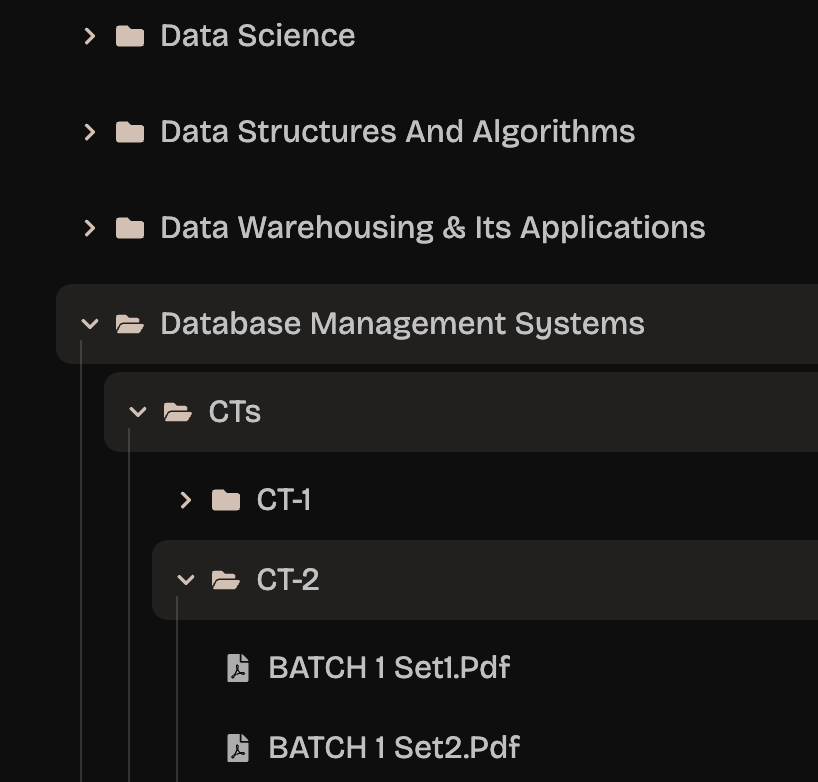 Data Science
Data Structures And Algorithms
Data Warehousing & Its Applications
Database Management Systems
CTs
CT-1
CT-2
BATCH 1 Set1.Pdf
BATCH 1 Set2.Pdf